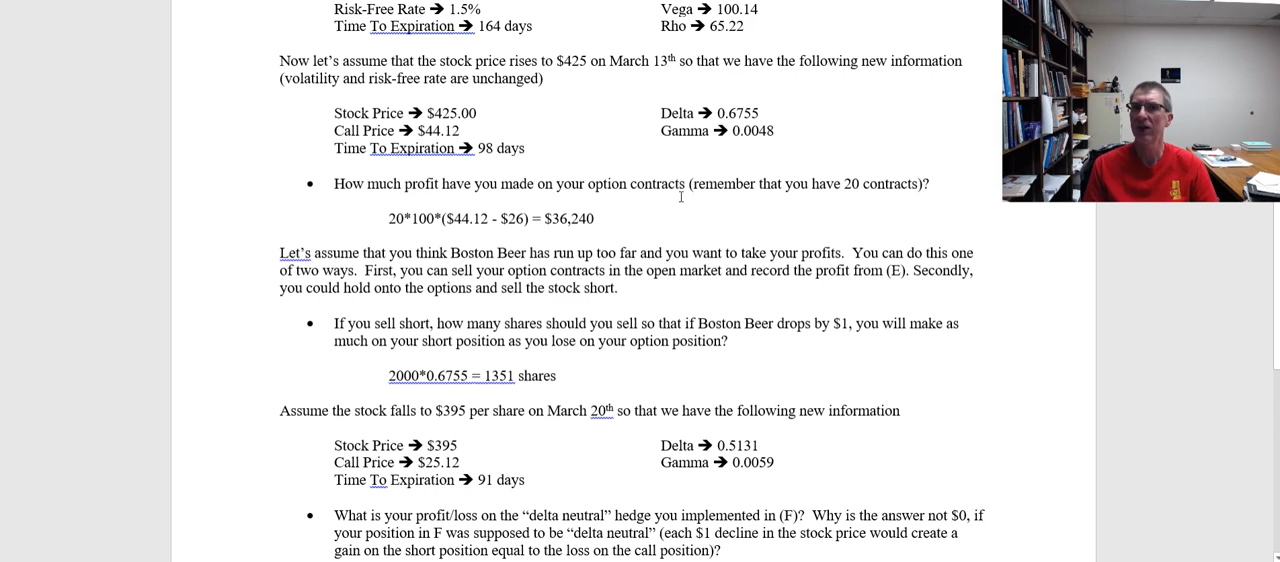 Risk-Free Rate ➔ 1.5% Vega ➔ 100.14
Time To Expiration ➔ 164 days Rho ➔ 65.22
Now let's assume that the stock price rises to $425 on March 13th so that we have the following new information
(volatility and risk-free rate are unchanged)
Stock Price ➔ $425.00 Delta ➔ 0.6755
Call Price ➔ $44.12 Gamma ➔ 0.0048
Time To Expiration ➔ 98 days
• How much profit have you made on your option contracts (remember that you have 20 contracts)?
20*100*($44.12 - $26) = $36,240
Let's assume that you think Boston Beer has run up too far and you want to take your profits. You can do this one
of two ways. First, you can sell your option contracts in the open market and record the profit from (E). Secondly,
you could hold onto the options and sell the stock short.
• If you sell short, how many shares should you sell so that if Boston Beer drops by $1, you will make as
much on your short position as you lose on your option position?
2000*0.6755 = 1351 shares
Assume the stock falls to $395 per share on March 20th so that we have the following new information
Stock Price ➔ $395 Delta ➔ 0.5131
Call Price ➔ $25.12 Gamma ➔ 0.0059
Time To Expiration ➔ 91 days
• What is your profit/loss on the "delta neutral" hedge you implemented in (F)? Why is the answer not $0, if
your position in F was supposed to be "delta neutral" (each $1 decline in the stock price would create a
gain on the short position equal to the loss on the call position)?